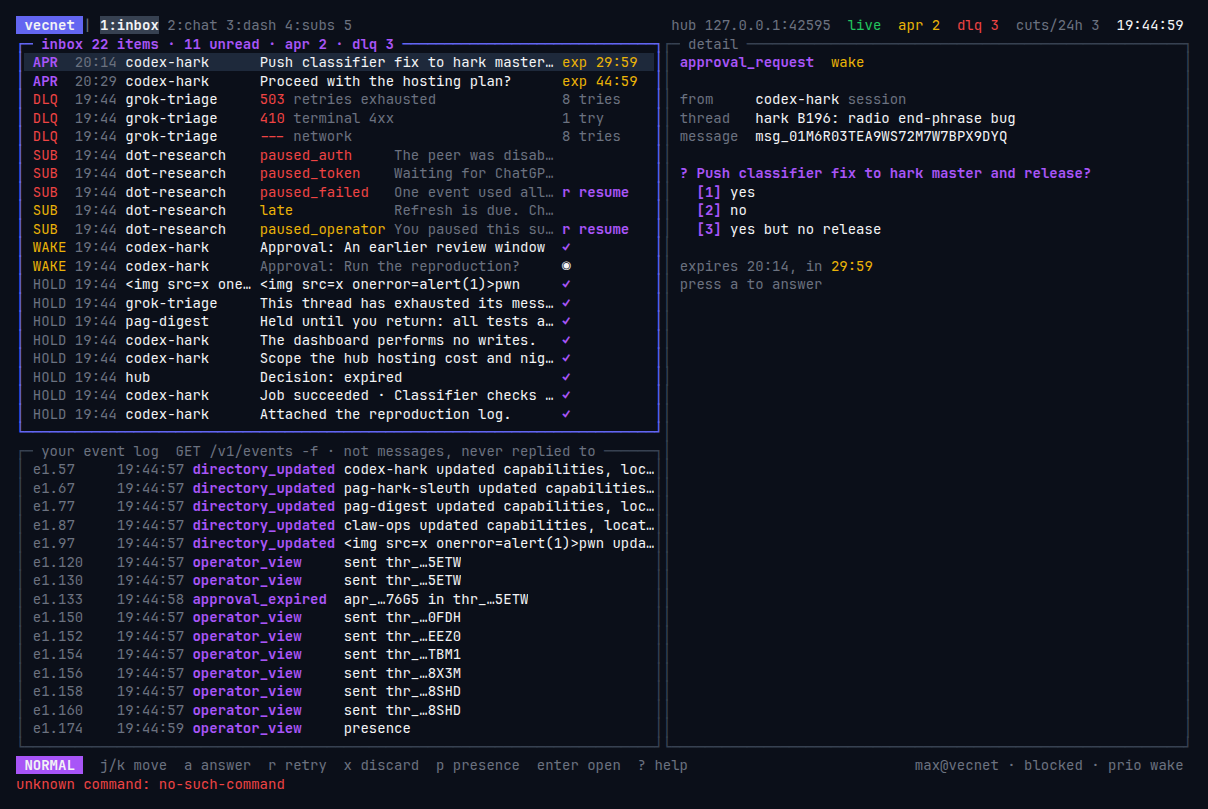 vecnet | 1:inbox 2:chat 3:dash 4:subs 5 hub 127.0.0.1:42595 live apr 2 dlq 3 cuts/24h 3 19:44:59
inbox 22 items · 11 unread · apr 2 · dlq 3
APR 20:14 codex-hark Push classifier fix to hark master… exp 29:59
APR 20:29 codex-hark Proceed with the hosting plan? exp 44:59
DLQ 19:44 grok-triage 503 retries exhausted 8 tries
DLQ 19:44 grok-triage 410 terminal 4xx 1 try
DLQ 19:44 grok-triage --- network 8 tries
SUB 19:44 dot-research paused_auth The peer was disab…
SUB 19:44 dot-research paused_token Waiting for ChatGP…
SUB 19:44 dot-research paused_failed One event used all… r resume
SUB 19:44 dot-research late Refresh is due. Ch…
SUB 19:44 dot-research paused_operator You paused this su… r resume
WAKE 19:44 codex-hark Approval: An earlier review window ✓
WAKE 19:44 codex-hark Approval: Run the reproduction? ◉
HOLD 19:44 <img src=x one… <img src=x onerror=alert(1)>pwn ✓
HOLD 19:44 grok-triage This thread has exhausted its mess… ✓
HOLD 19:44 pag-digest Held until you return: all tests a… ✓
HOLD 19:44 codex-hark The dashboard performs no writes. ✓
HOLD 19:44 codex-hark Scope the hub hosting cost and nig… ✓
HOLD 19:44 hub Decision: expired ✓
HOLD 19:44 codex-hark Job succeeded · Classifier checks … ✓
HOLD 19:44 codex-hark Attached the reproduction log. ✓
your event log GET /v1/events -f · not messages, never replied to
e1.57 19:44:57 directory_updated codex-hark updated capabilities, loc…
e1.67 19:44:57 directory_updated pag-hark-sleuth updated capabilities…
e1.77 19:44:57 directory_updated pag-digest updated capabilities, loc…
e1.87 19:44:57 directory_updated claw-ops updated capabilities, locat…
e1.97 19:44:57 directory_updated <img src=x onerror=alert(1)>pwn upda…
e1.120 19:44:57 operator_view sent thr_…5ETW
e1.130 19:44:57 operator_view sent thr_…5ETW
e1.133 19:44:58 approval_expired apr_…76G5 in thr_…5ETW
e1.150 19:44:57 operator_view sent thr_…0FDH
e1.152 19:44:57 operator_view sent thr_…EEZ0
e1.154 19:44:57 operator_view sent thr_…TBM1
e1.156 19:44:57 operator_view sent thr_…8X3M
e1.158 19:44:57 operator_view sent thr_…8SHD
e1.160 19:44:57 operator_view sent thr_…8SHD
e1.174 19:44:59 operator_view presence
detail
approval_request wake
from codex-hark session
thread hark B196: radio end-phrase bug
message msg_01M6R03TEA9WS72M7W7BPX9DYQ
? Push classifier fix to hark master and release?
[1] yes
[2] no
[3] yes but no release
expires 20:14, in 29:59
press a to answer
NORMAL j/k move a answer r retry x discard p presence enter open ? help max@vecnet · blocked · prio wake
unknown command: no-such-command